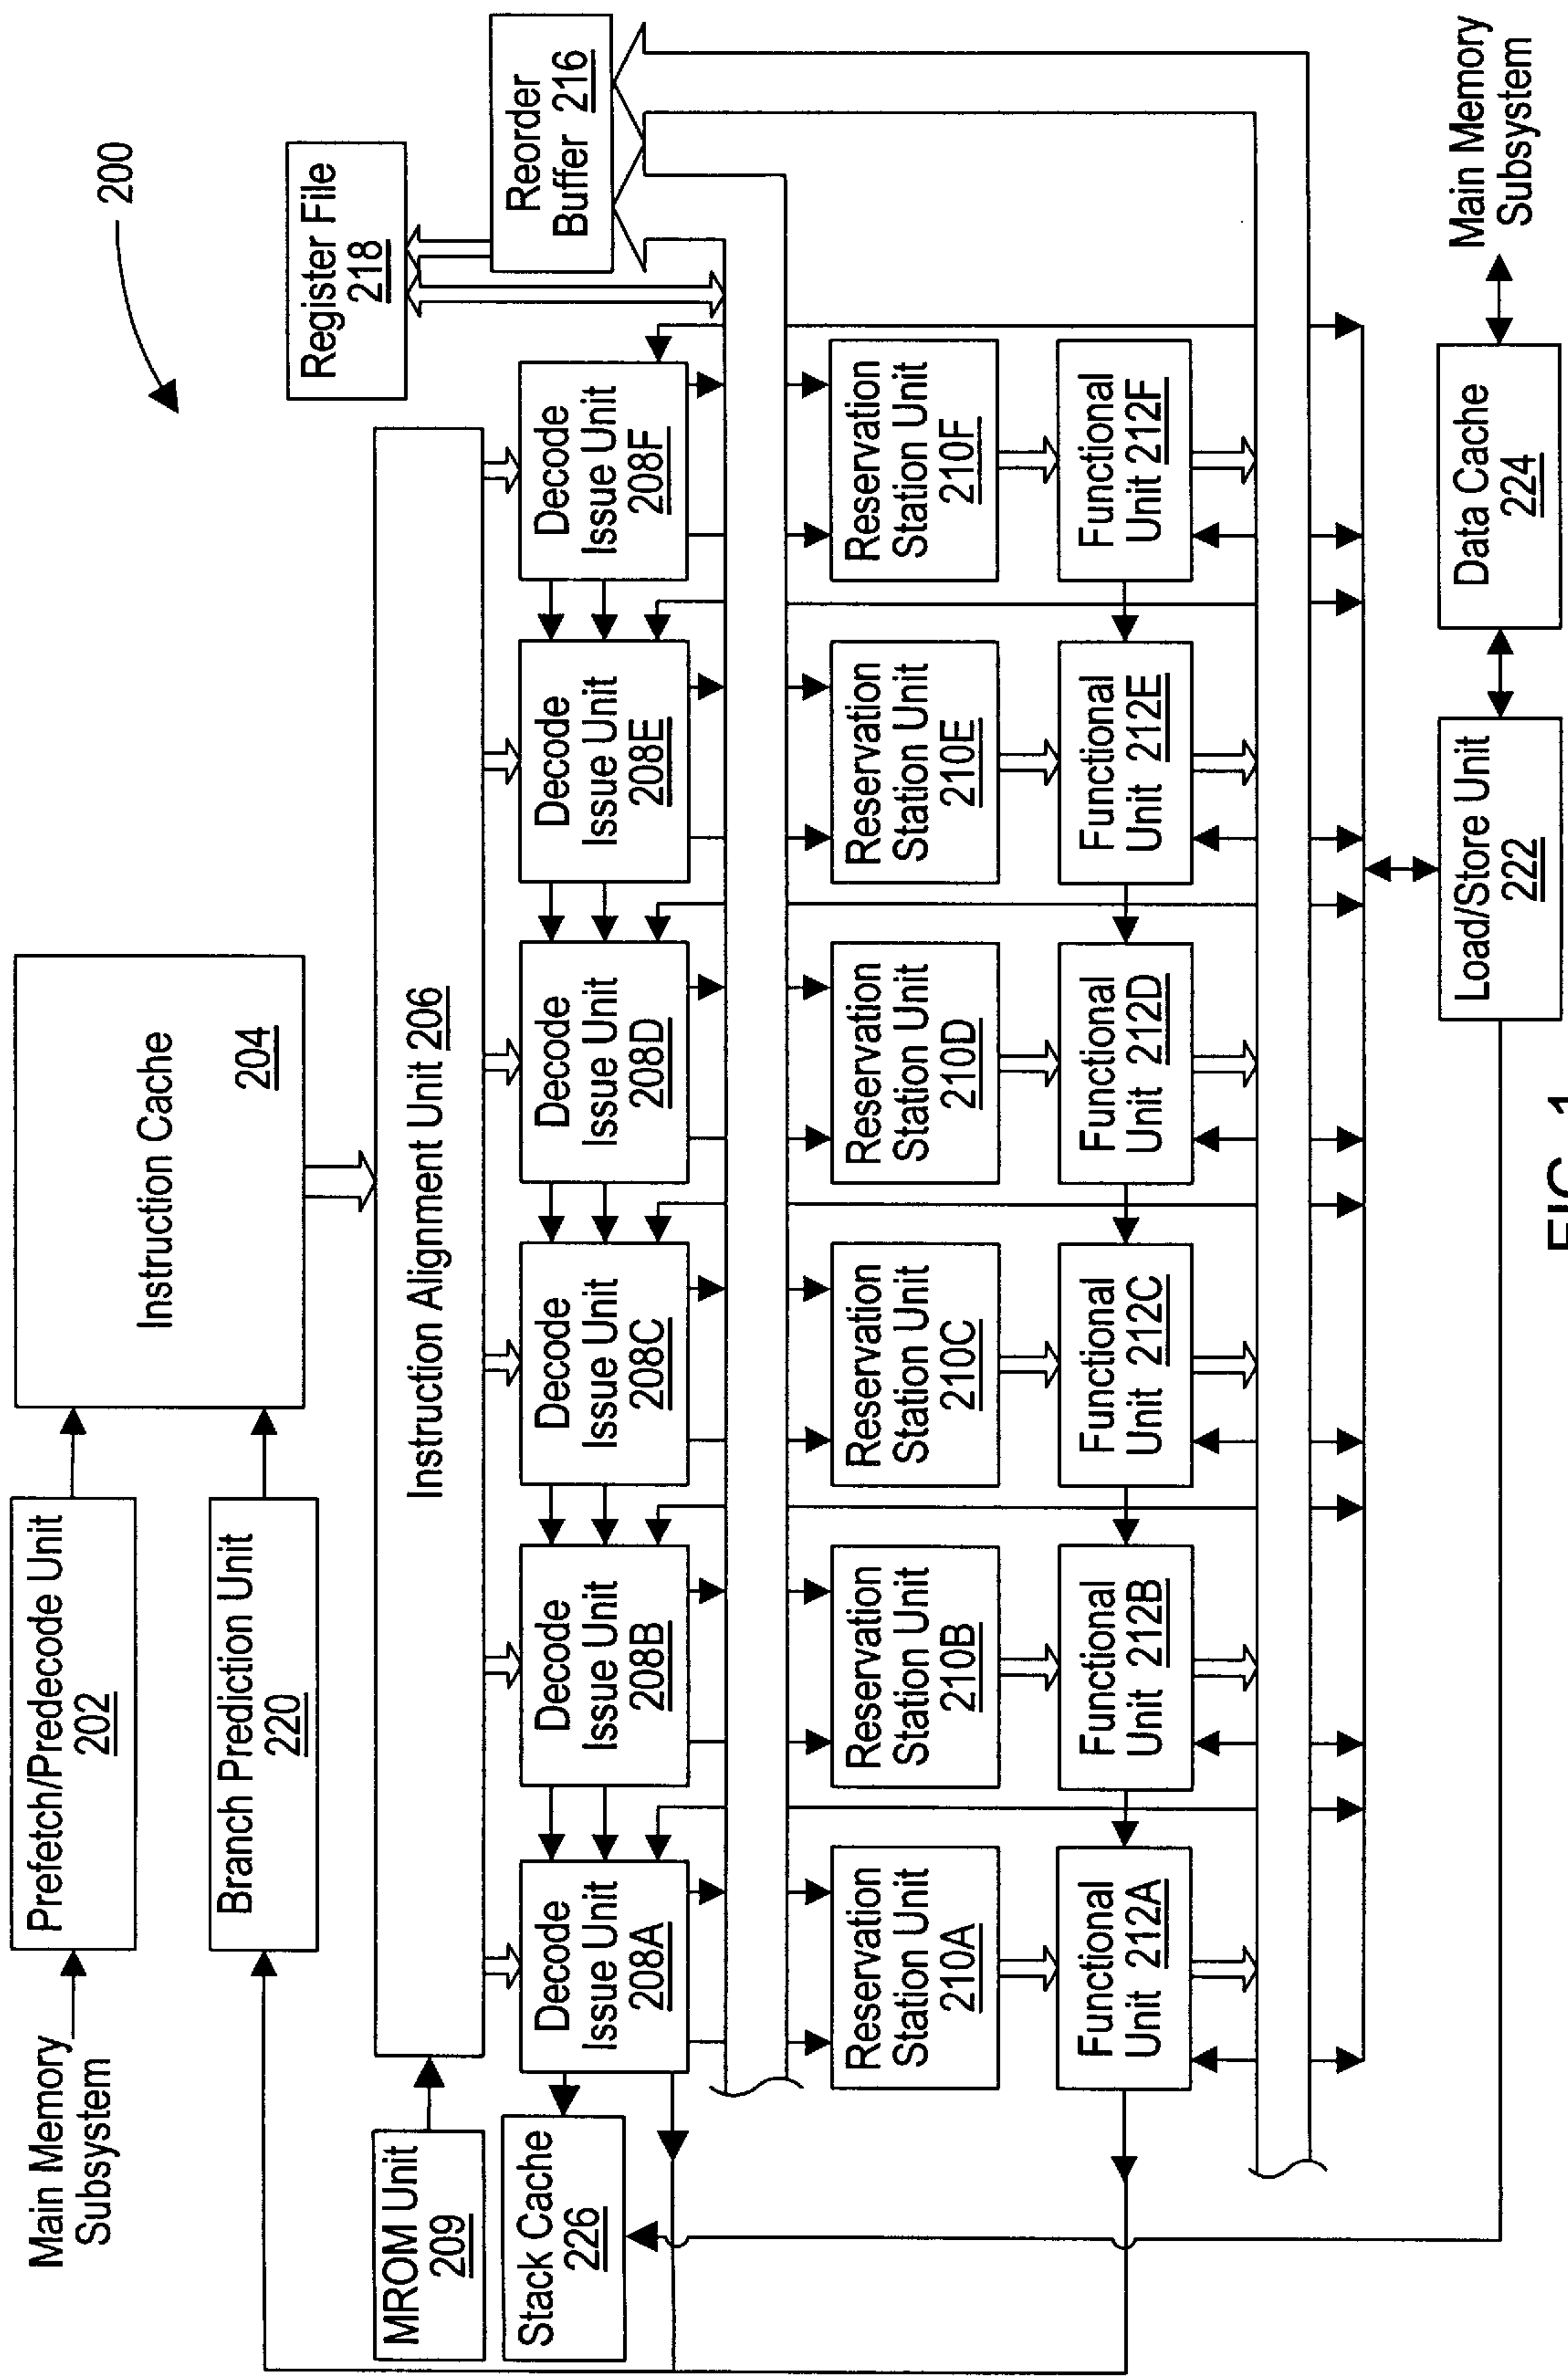 200
Main Memory
Subsystem
Prefetch/Predecode Unit
202
Branch Prediction Unit
220
Instruction Cache
204
Register File
218
MROM Unit
209
Instruction Alignment Unit 206
Reorder
Buffer 216
Stack Cache
226
Decode
Issue Unit
208A
Decode
Issue Unit
208B
Decode
Issue Unit
208C
Decode
Issue Unit
208D
Decode
Issue Unit
208E
Decode
Issue Unit
208F
Reservation
Station Unit
210A
Reservation
Station Unit
210B
Reservation
Station Unit
210C
Reservation
Station Unit
210D
Reservation
Station Unit
210E
Reservation
Station Unit
210F
Functional
Unit 212A
Functional
Unit 212B
Functional
Unit 212C
Functional
Unit 212D
Functional
Unit 212E
Functional
Unit 212F
Load/Store Unit
222
Data Cache
224
Main Memory
Subsystem
FIG. 1